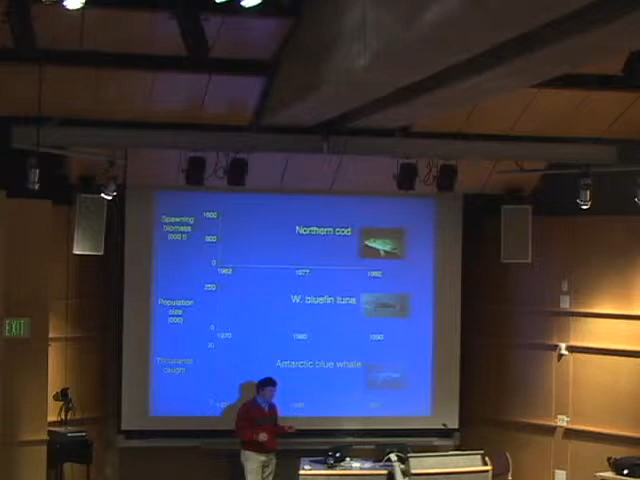 Spawning
biomass
(000 t)
1600
800
0
Northern cod
1962
1977
1992
Population
size
(000)
250
0
W. bluefin tuna
1970
1980
1990
Thousands
caught
20
Antarctic blue whale
EXIT